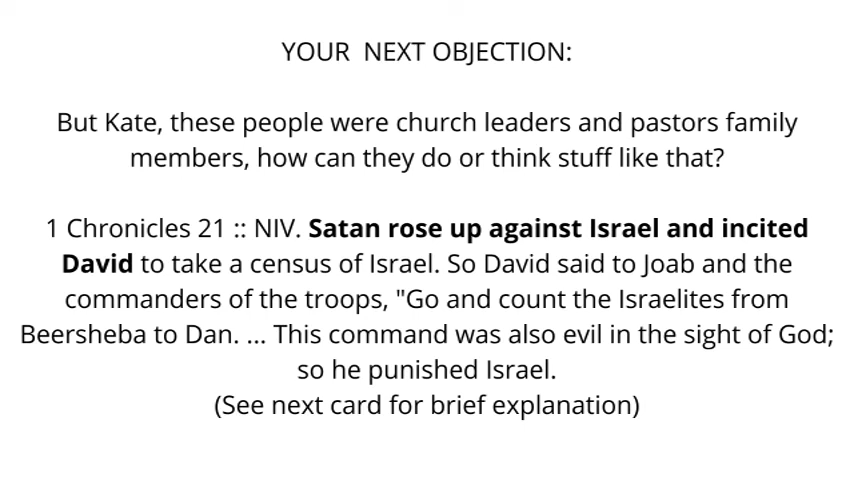 YOUR  NEXT OBJECTION:
But Kate, these people were church leaders and pastors family
members, how can they do or think stuff like that?
1 Chronicles 21 :: NIV. Satan rose up against Israel and incited
David to take a census of Israel. So David said to Joab and the
commanders of the troops, "Go and count the Israelites from
Beersheba to Dan. ... This command was also evil in the sight of God;
so he punished Israel.
(See next card for brief explanation)